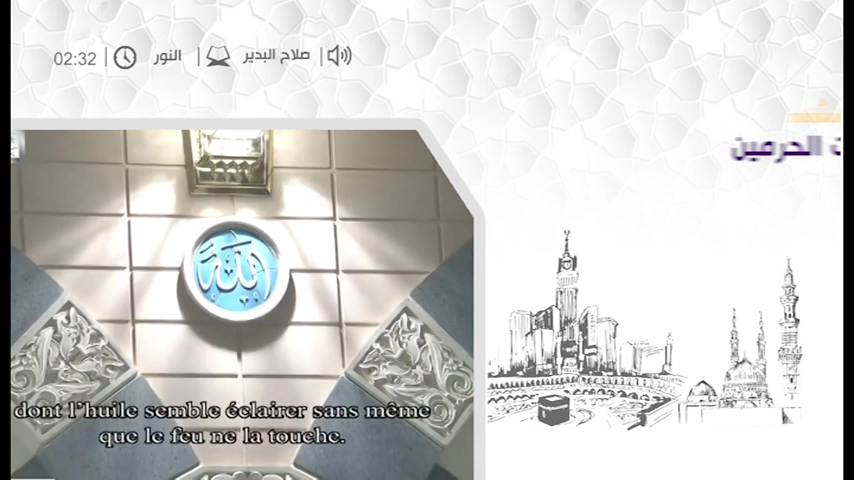 02:32 | النور | صلاح البدير |
الحرمين
الله
dont l'huile semble éclairer sans même
que le feu ne la touche.